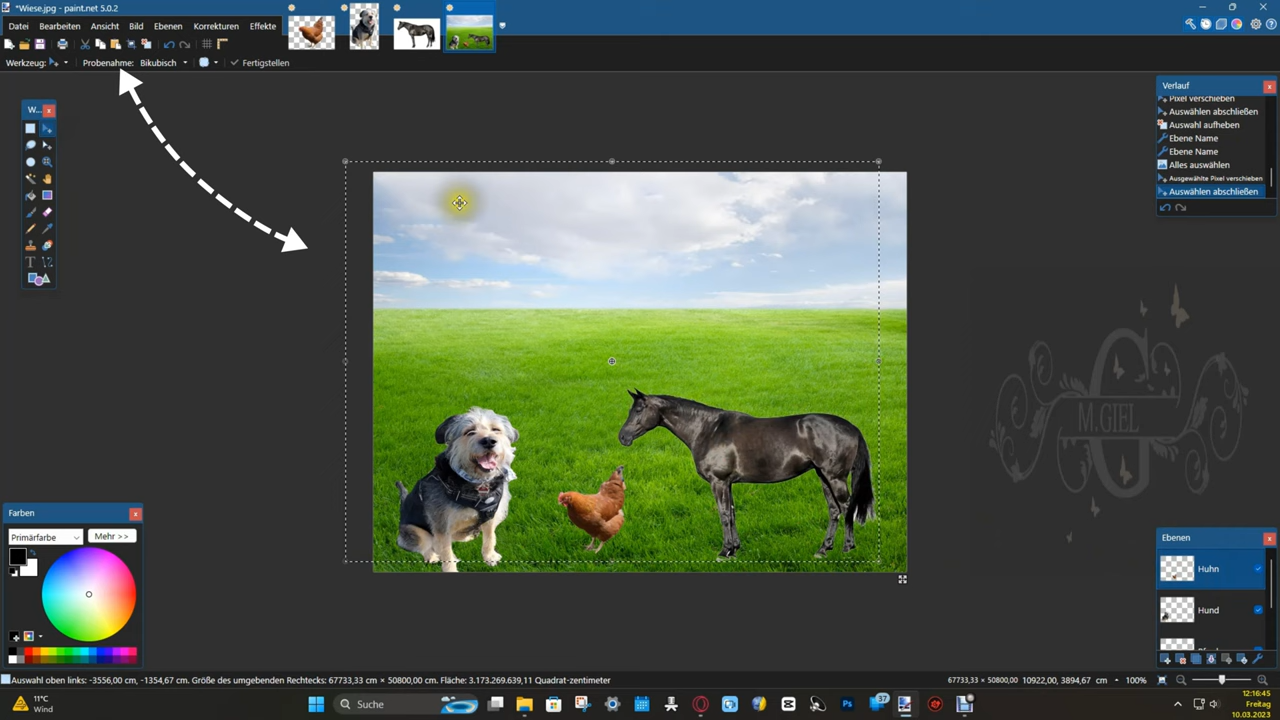 *Wiese.jpg - paint.net 5.0.2
Datei Bearbeiten Ansicht Bild Ebenen Korrekturen Effekte
Werkzeug: Probenahme: Bikubisch Fertigstellen
W...
Verlauf
Pixel verschieben
Auswählen abschließen
Auswahl aufheben
Ebene Name
Ebene Name
Alles auswählen
Ausgewählte Pixel verschieben
Auswählen abschließen
M.GIEL
G
Farben
Primärfarbe Mehr >>
Ebenen
Huhn
Hund
Auswahl oben links: -3556,00 cm, -1354,67 cm. Größe des umgebenden Rechtecks: 67733,33 cm × 50800,00 cm. Fläche: 3.173.269.639,11 Quadrat-zentimeter 67733,33 × 50800,00 10922,00, 3894,67 cm 100%
11°C
Wind
Suche
37
12:16:45
Freitag
10.03.2023